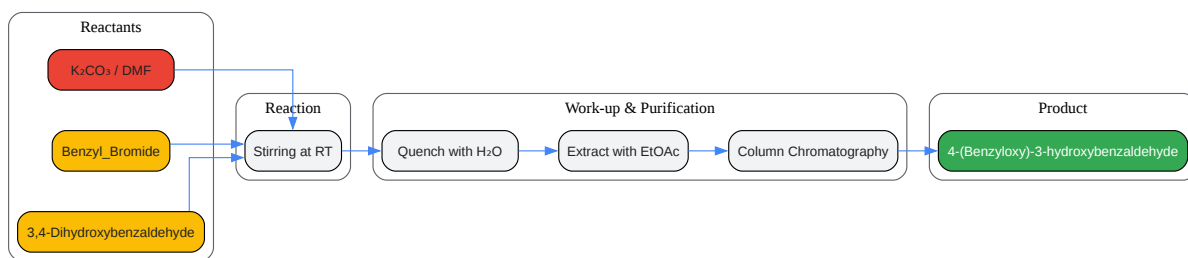 Reactants
K₂CO₃ / DMF
Benzyl_Bromide
3,4-Dihydroxybenzaldehyde
Reaction
Stirring at RT
Work-up & Purification
Quench with H₂O
Extract with EtOAc
Column Chromatography
Product
4-(Benzyloxy)-3-hydroxybenzaldehyde